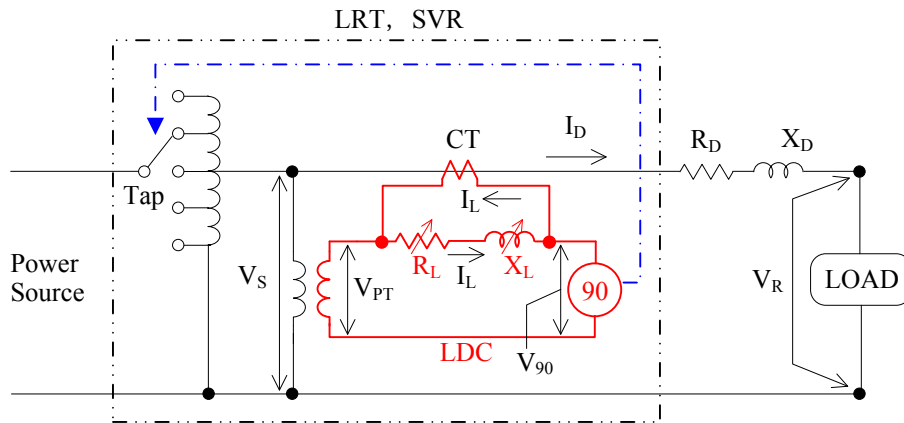 LRT, SVR
CT
I_D
R_D
X_D
Tap
I_L
Power
Source
V_S
V_PT
R_L
I_L
X_L
90
V_R
LOAD
LDC
V_90